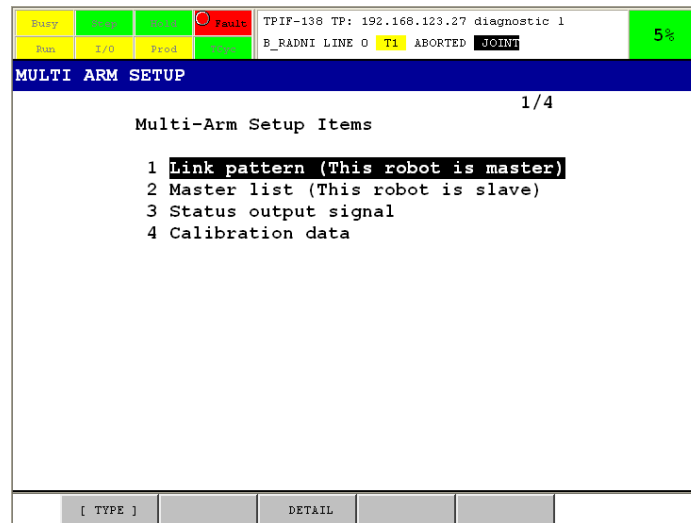 Busy Step Hold Fault
TPIF-138 TP: 192.168.123.27 diagnostic 1
Run I/O Prod TCyc
B_RADNI LINE 0 T1 ABORTED JOINT
5%
MULTI ARM SETUP
1/4
Multi-Arm Setup Items
1 Link pattern (This robot is master)
2 Master list (This robot is slave)
3 Status output signal
4 Calibration data
[ TYPE ] DETAIL